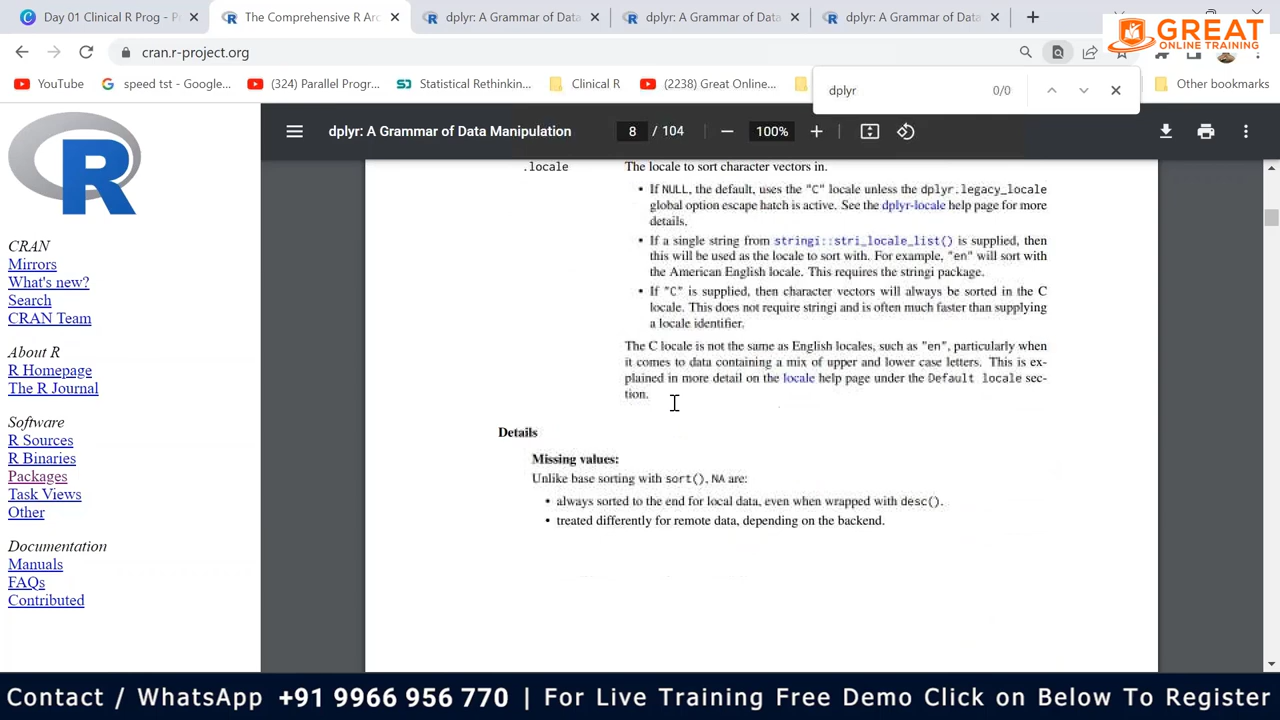 Day 01 Clinical R Prog - P
The Comprehensive R Arc
dplyr: A Grammar of Data
dplyr: A Grammar of Data
dplyr: A Grammar of Data
GREAT
ONLINE TRAINING
cran.r-project.org
YouTube
speed tst - Google...
(324) Parallel Progr...
Statistical Rethinkin...
Clinical R
(2238) Great Online...
Other bookmarks
dplyr
0/0
CRAN
Mirrors
What's new?
Search
CRAN Team
About R
R Homepage
The R Journal
Software
R Sources
R Binaries
Packages
Task Views
Other
Documentation
Manuals
FAQs
Contributed
dplyr: A Grammar of Data Manipulation
8 / 104
100%
.locale
The locale to sort character vectors in.
• If NULL, the default, uses the "C" locale unless the dplyr.legacy_locale
global option escape hatch is active. See the dplyr-locale help page for more
details.
• If a single string from stringi::stri_locale_list() is supplied, then
this will be used as the locale to sort with. For example, "en" will sort with
the American English locale. This requires the stringi package.
• If "C" is supplied, then character vectors will always be sorted in the C
locale. This does not require stringi and is often much faster than supplying
a locale identifier.
The C locale is not the same as English locales, such as "en", particularly when
it comes to data containing a mix of upper and lower case letters. This is ex-
plained in more detail on the locale help page under the Default locale sec-
tion.
Details
Missing values:
Unlike base sorting with sort(), NA are:
• always sorted to the end for local data, even when wrapped with desc().
• treated differently for remote data, depending on the backend.
Contact / WhatsApp +91 9966 956 770 | For Live Training Free Demo Click on Below To Register